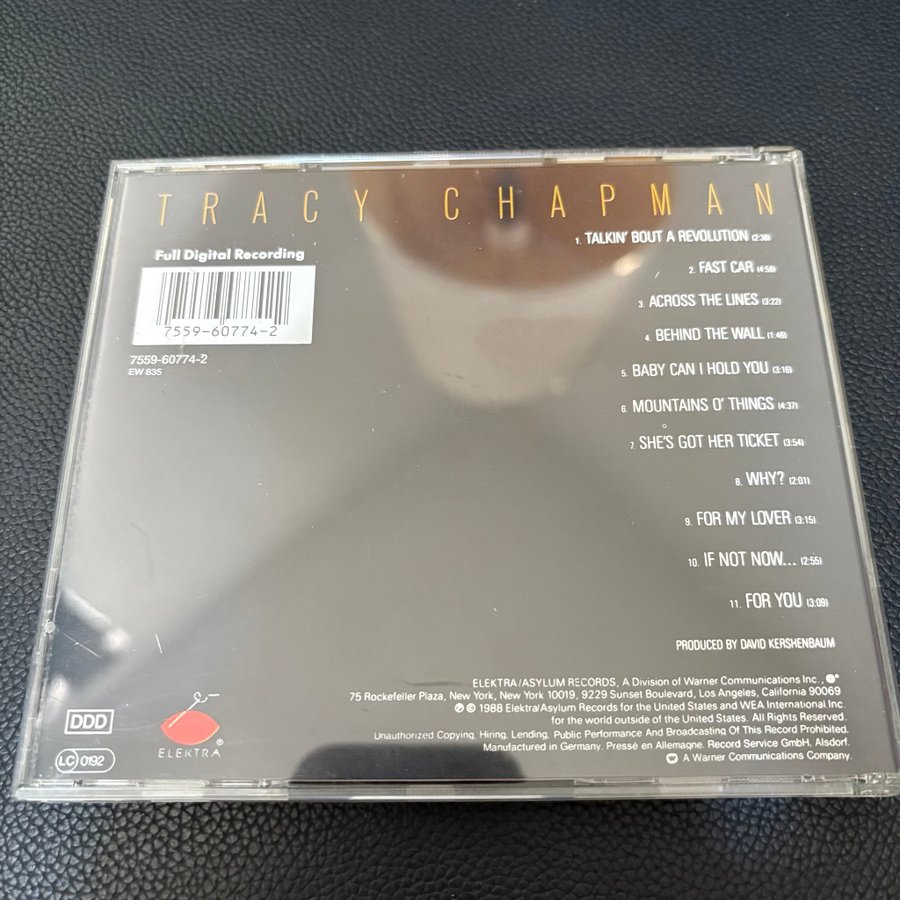 TRACY CHAPMAN
Full Digital Recording
7559-60774-2
7559-60774-2
EW 835
1. TALKIN' BOUT A REVOLUTION (2:38)
2. FAST CAR (4:58)
3. ACROSS THE LINES (3:22)
4. BEHIND THE WALL (1:46)
5. BABY CAN I HOLD YOU (3:16)
6. MOUNTAINS O' THINGS (4:37)
7. SHE'S GOT HER TICKET (3:54)
8. WHY? (2:01)
9. FOR MY LOVER (3:15)
10. IF NOT NOW... (2:55)
11. FOR YOU (3:09)
PRODUCED BY DAVID KERSHENBAUM
ELEKTRA/ASYLUM RECORDS, A Division of Warner Communications Inc.,
75 Rockefeller Plaza, New York, New York 10019, 9229 Sunset Boulevard, Los Angeles, California 90069
℗ © 1988 Elektra/Asylum Records for the United States and WEA International Inc.
for the world outside of the United States. All Rights Reserved.
Unauthorized Copying, Hiring, Lending, Public Performance And Broadcasting Of This Record Prohibited.
Manufactured in Germany. Pressé en Allemagne. Record Service GmbH, Alsdorf.
A Warner Communications Company.
DDD
ELEKTRA®
LC 0192